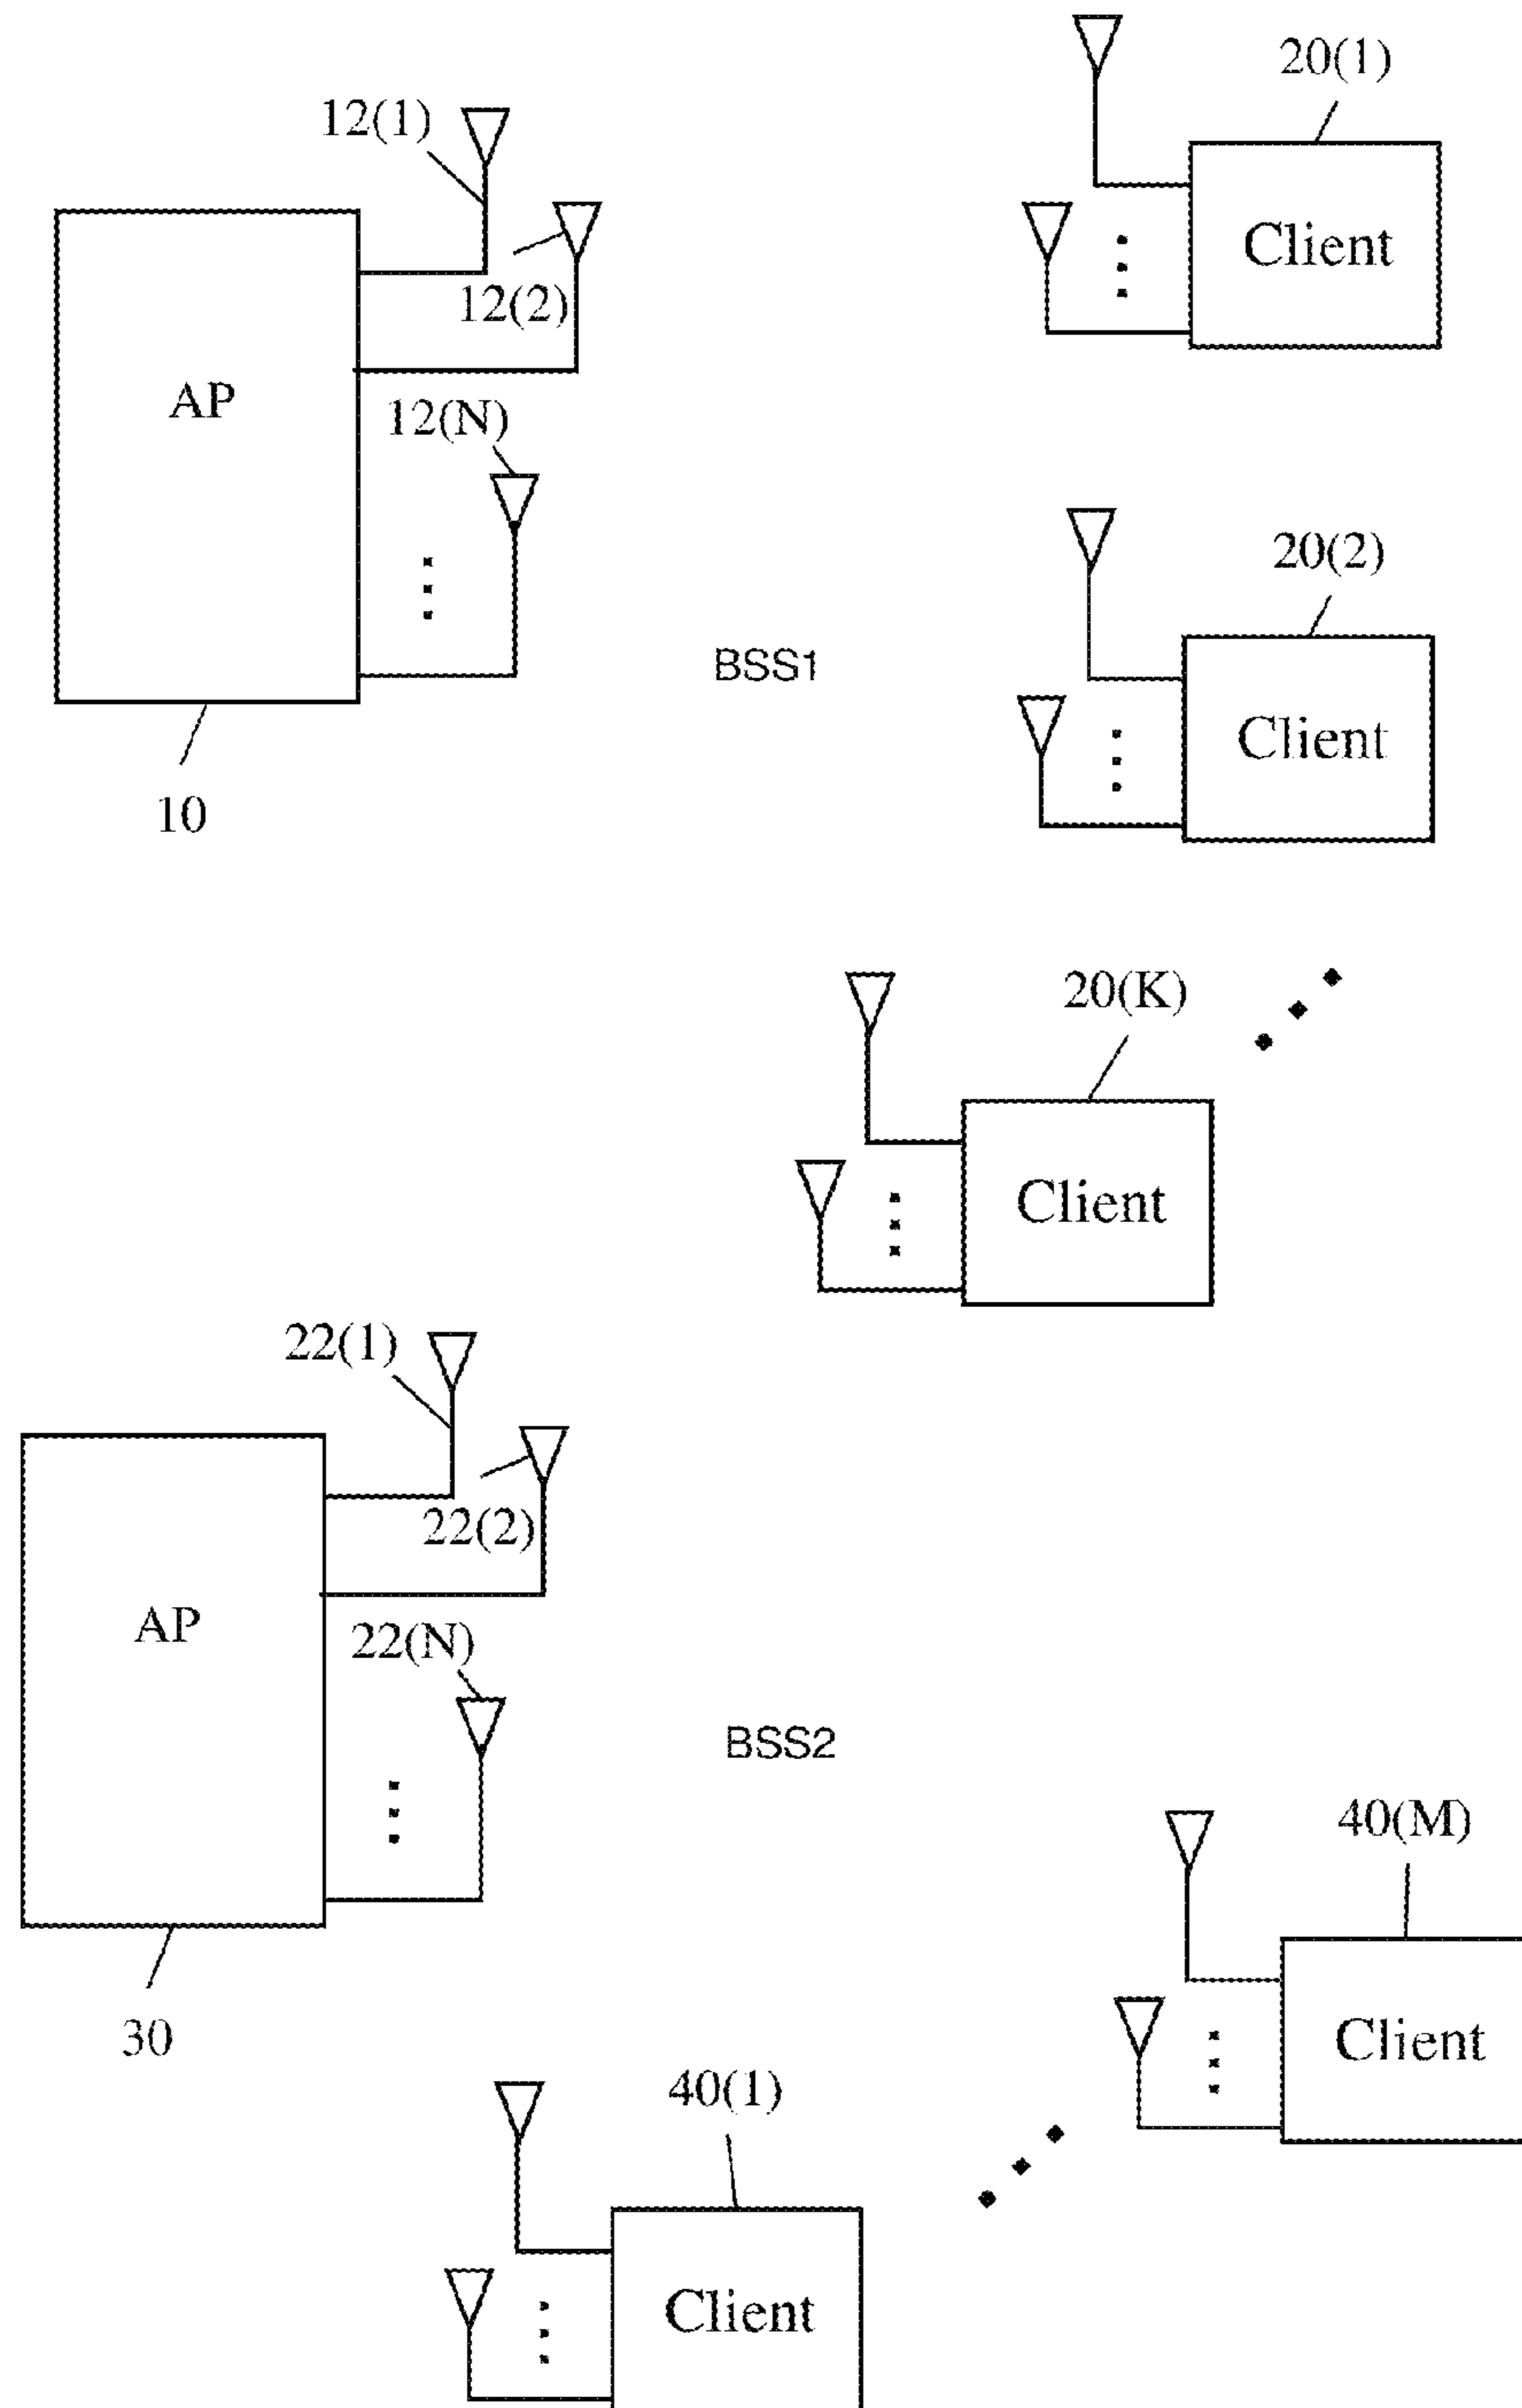 20(1)
12(1)
Client
12(2)
AP
12(N)
20(2)
BSS1
Client
10
20(K)
Client
22(1)
22(2)
AP
22(N)
BSS2
40(M)
30
Client
40(1)
Client